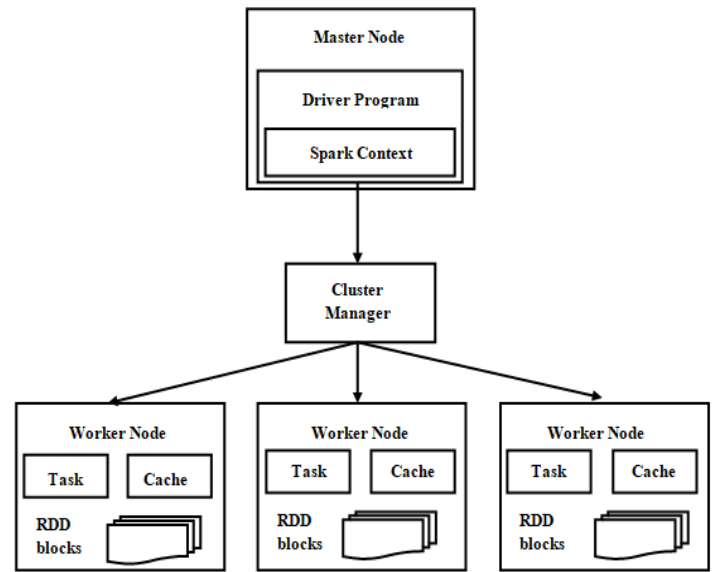 Master Node
Driver Program
Spark Context
Cluster
Manager
Worker Node
Task
Cache
RDD
blocks
Worker Node
Task
Cache
RDD
blocks
Worker Node
Task
Cache
RDD
blocks